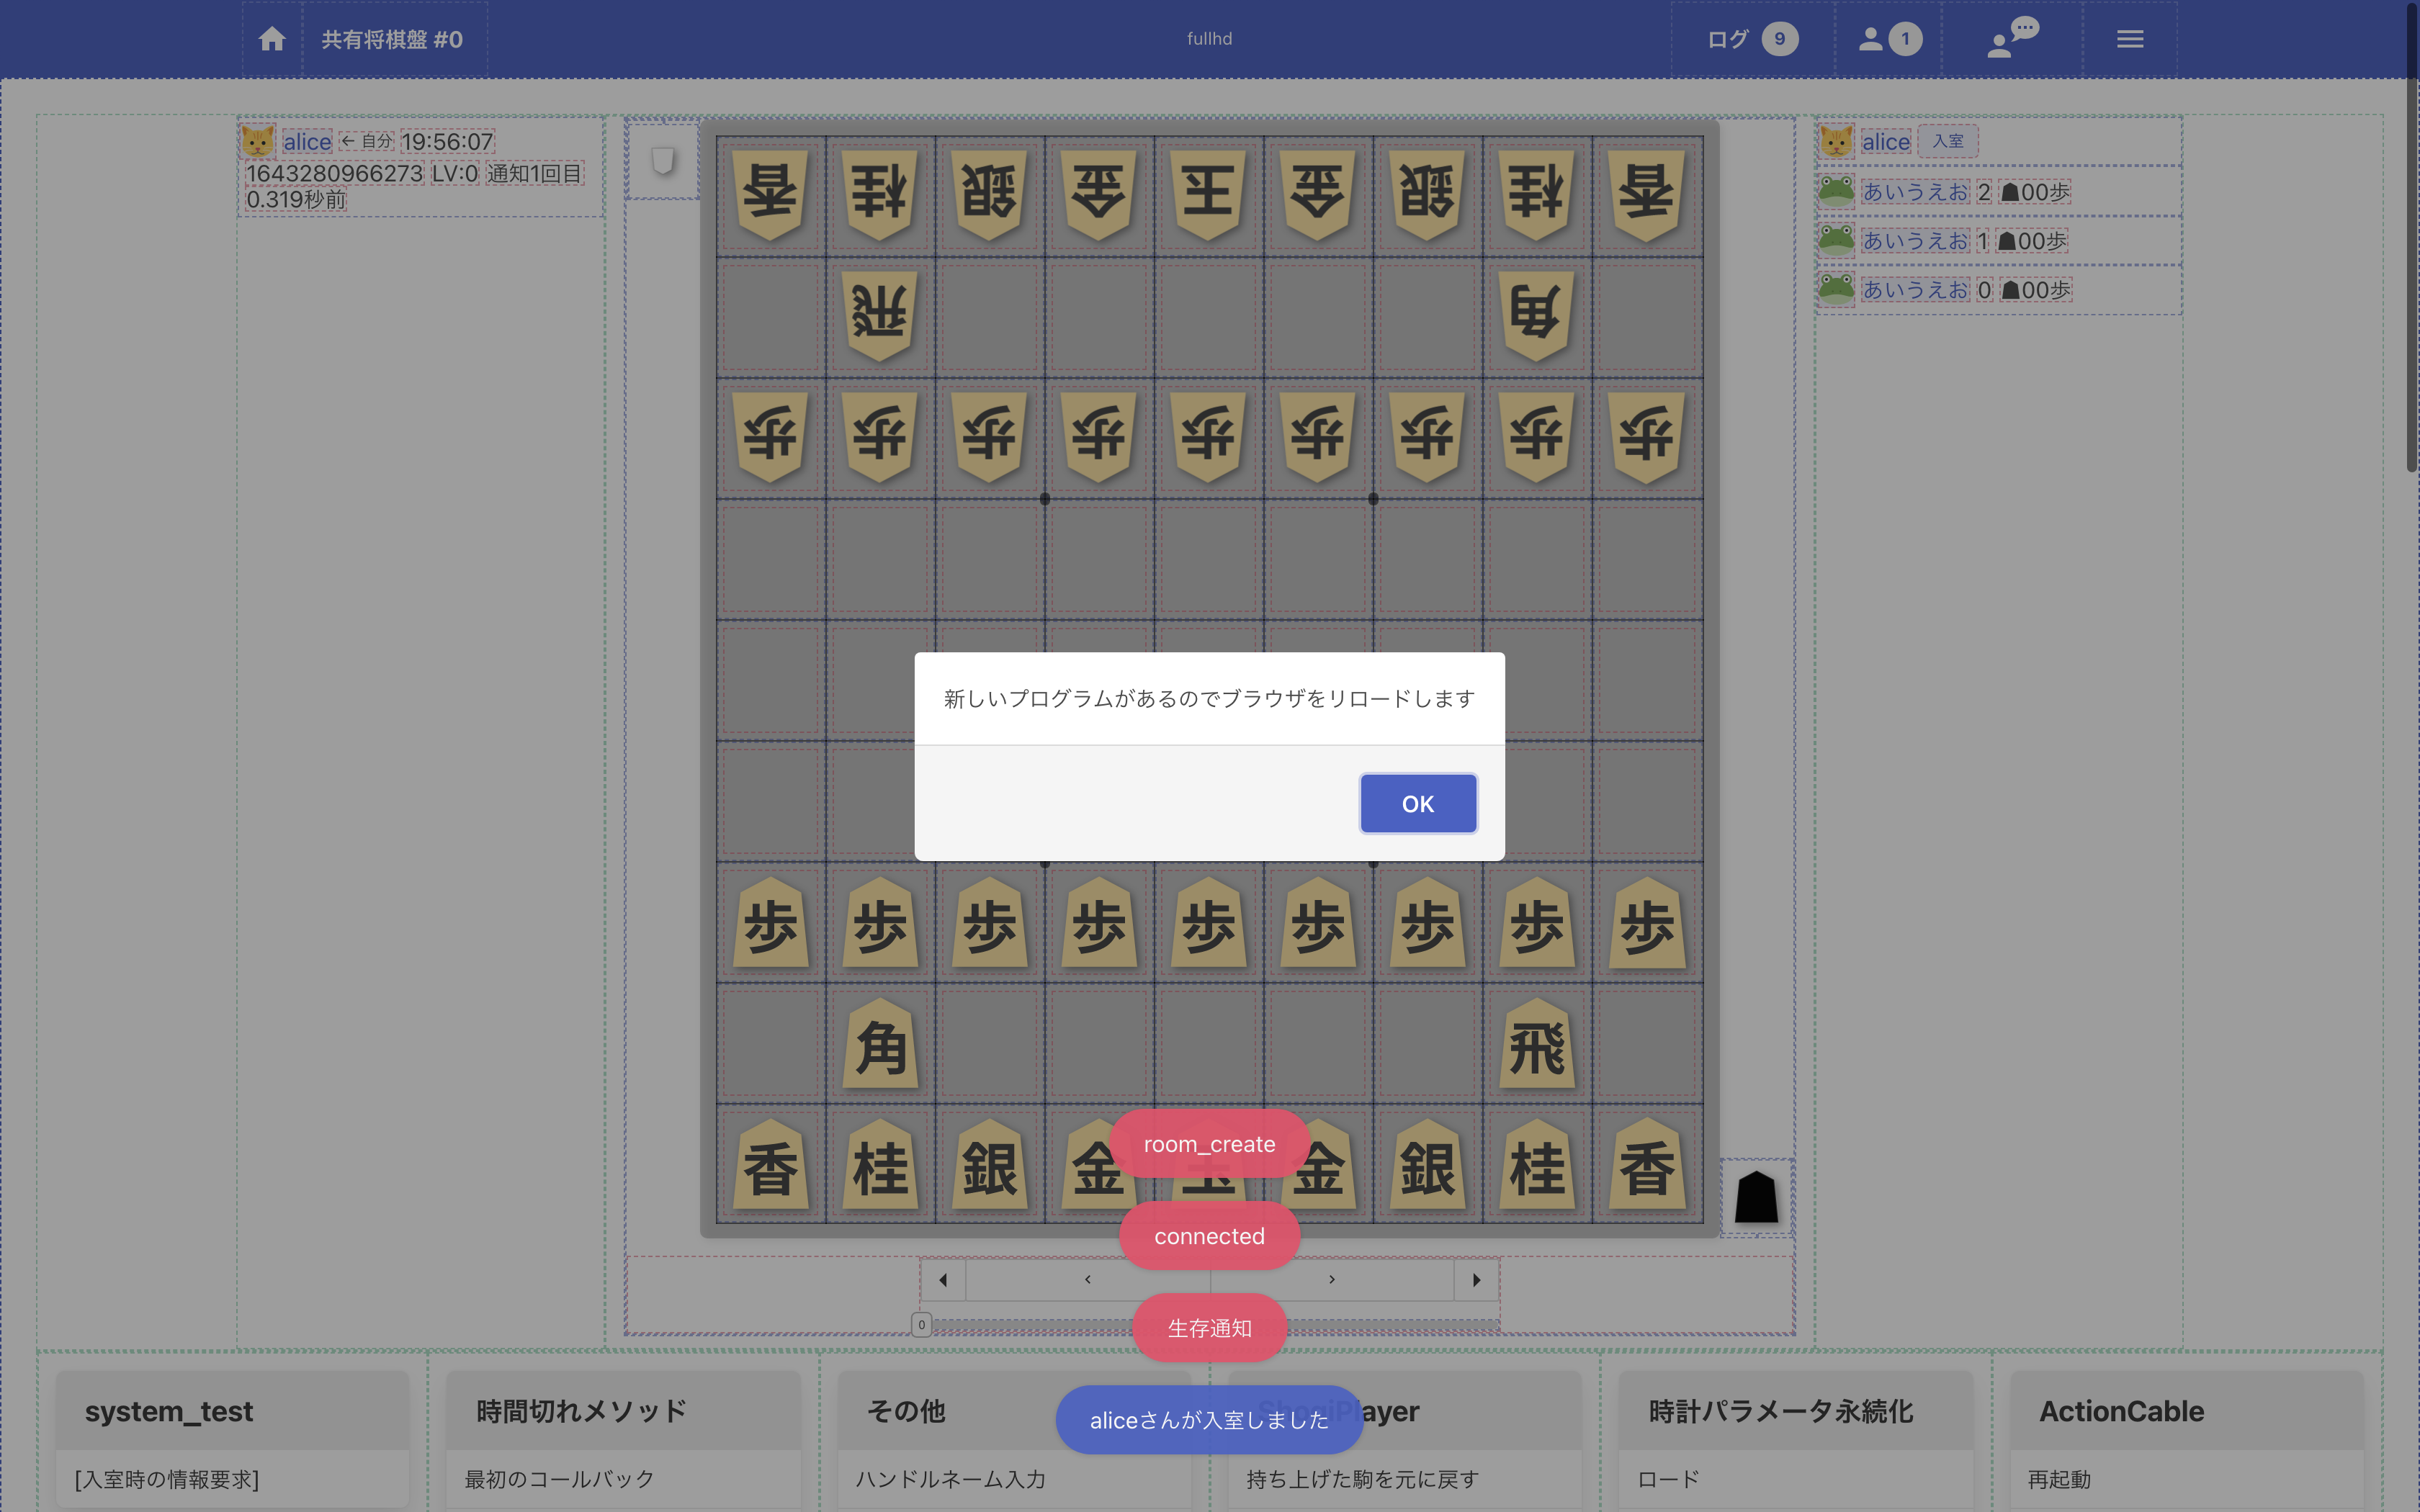 共有将棋盤 #0
fullhd
ログ 9
1
alice ← 自分 19:56:07
1643280966273 LV:0 通知1回目
0.319秒前
alice 入室
あいうえお 2 ☗00歩
あいうえお 1 ☗00歩
あいうえお 0 ☗00歩
香 桂 銀 金 玉 金 銀 桂 香
飛 角
歩 歩 歩 歩 歩 歩 歩 歩 歩
新しいプログラムがあるのでブラウザをリロードします
OK
歩 歩 歩 歩 歩 歩 歩 歩 歩
角 飛
香 桂 銀 金 玉 金 銀 桂 香
room_create
connected
0
生存通知
aliceさんが入室しました
system_test
時間切れメソッド
その他
ShogiPlayer
時計パラメータ永続化
ActionCable
[入室時の情報要求]
最初のコールバック
ハンドルネーム入力
持ち上げた駒を元に戻す
ロード
再起動